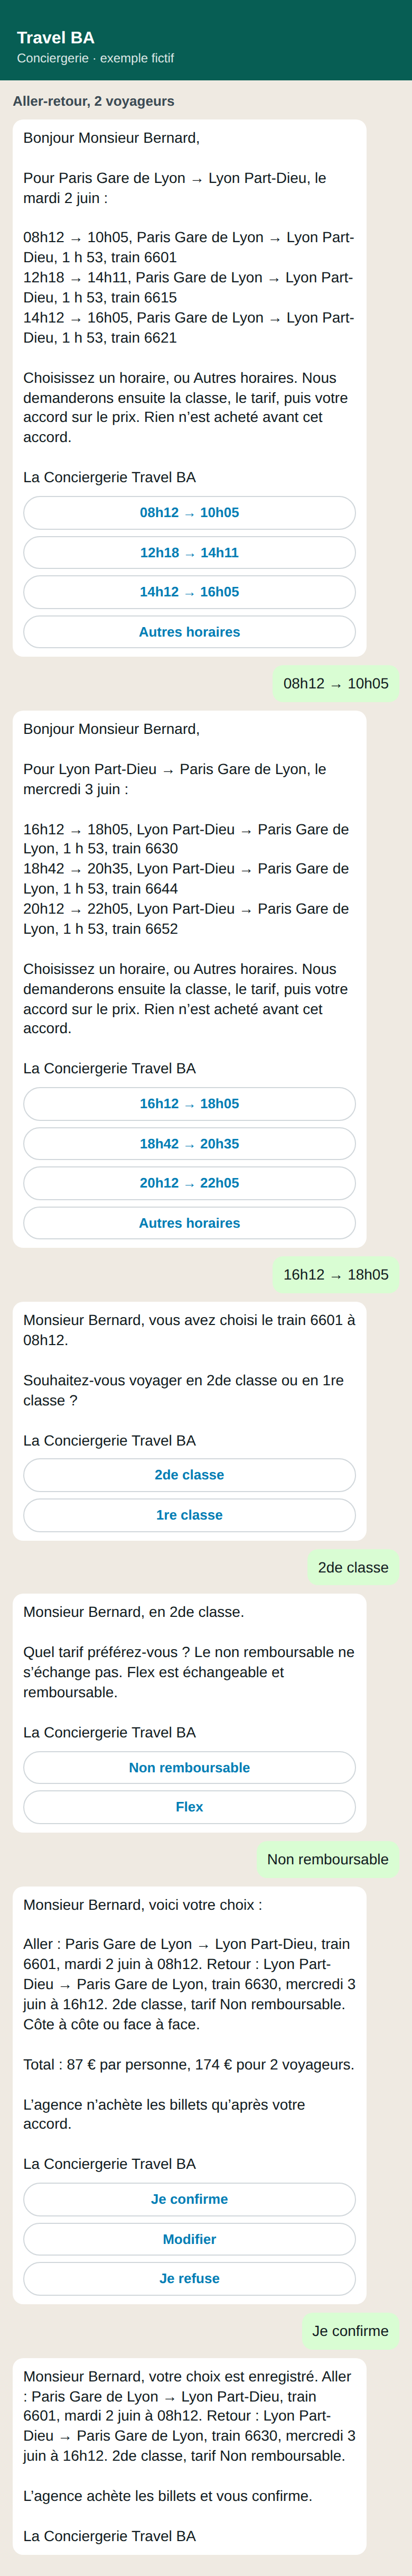 Travel BA
Conciergerie · exemple fictif
Aller-retour, 2 voyageurs
Bonjour Monsieur Bernard,
Pour Paris Gare de Lyon → Lyon Part-Dieu, le
mardi 2 juin :
08h12 → 10h05, Paris Gare de Lyon → Lyon Part-
Dieu, 1 h 53, train 6601
12h18 → 14h11, Paris Gare de Lyon → Lyon Part-
Dieu, 1 h 53, train 6615
14h12 → 16h05, Paris Gare de Lyon → Lyon Part-
Dieu, 1 h 53, train 6621
Choisissez un horaire, ou Autres horaires. Nous
demanderons ensuite la classe, le tarif, puis votre
accord sur le prix. Rien n’est acheté avant cet
accord.
La Conciergerie Travel BA
08h12 → 10h05
12h18 → 14h11
14h12 → 16h05
Autres horaires
08h12 → 10h05
Bonjour Monsieur Bernard,
Pour Lyon Part-Dieu → Paris Gare de Lyon, le
mercredi 3 juin :
16h12 → 18h05, Lyon Part-Dieu → Paris Gare de
Lyon, 1 h 53, train 6630
18h42 → 20h35, Lyon Part-Dieu → Paris Gare de
Lyon, 1 h 53, train 6644
20h12 → 22h05, Lyon Part-Dieu → Paris Gare de
Lyon, 1 h 53, train 6652
Choisissez un horaire, ou Autres horaires. Nous
demanderons ensuite la classe, le tarif, puis votre
accord sur le prix. Rien n’est acheté avant cet
accord.
La Conciergerie Travel BA
16h12 → 18h05
18h42 → 20h35
20h12 → 22h05
Autres horaires
16h12 → 18h05
Monsieur Bernard, vous avez choisi le train 6601 à
08h12.
Souhaitez-vous voyager en 2de classe ou en 1re
classe ?
La Conciergerie Travel BA
2de classe
1re classe
2de classe
Monsieur Bernard, en 2de classe.
Quel tarif préférez-vous ? Le non remboursable ne
s’échange pas. Flex est échangeable et
remboursable.
La Conciergerie Travel BA
Non remboursable
Flex
Non remboursable
Monsieur Bernard, voici votre choix :
Aller : Paris Gare de Lyon → Lyon Part-Dieu, train
6601, mardi 2 juin à 08h12. Retour : Lyon Part-
Dieu → Paris Gare de Lyon, train 6630, mercredi 3
juin à 16h12. 2de classe, tarif Non remboursable.
Côte à côte ou face à face.
Total : 87 € par personne, 174 € pour 2 voyageurs.
L’agence n’achète les billets qu’après votre
accord.
La Conciergerie Travel BA
Je confirme
Modifier
Je refuse
Je confirme
Monsieur Bernard, votre choix est enregistré. Aller
: Paris Gare de Lyon → Lyon Part-Dieu, train
6601, mardi 2 juin à 08h12. Retour : Lyon Part-
Dieu → Paris Gare de Lyon, train 6630, mercredi 3
juin à 16h12. 2de classe, tarif Non remboursable.
L’agence achète les billets et vous confirme.
La Conciergerie Travel BA